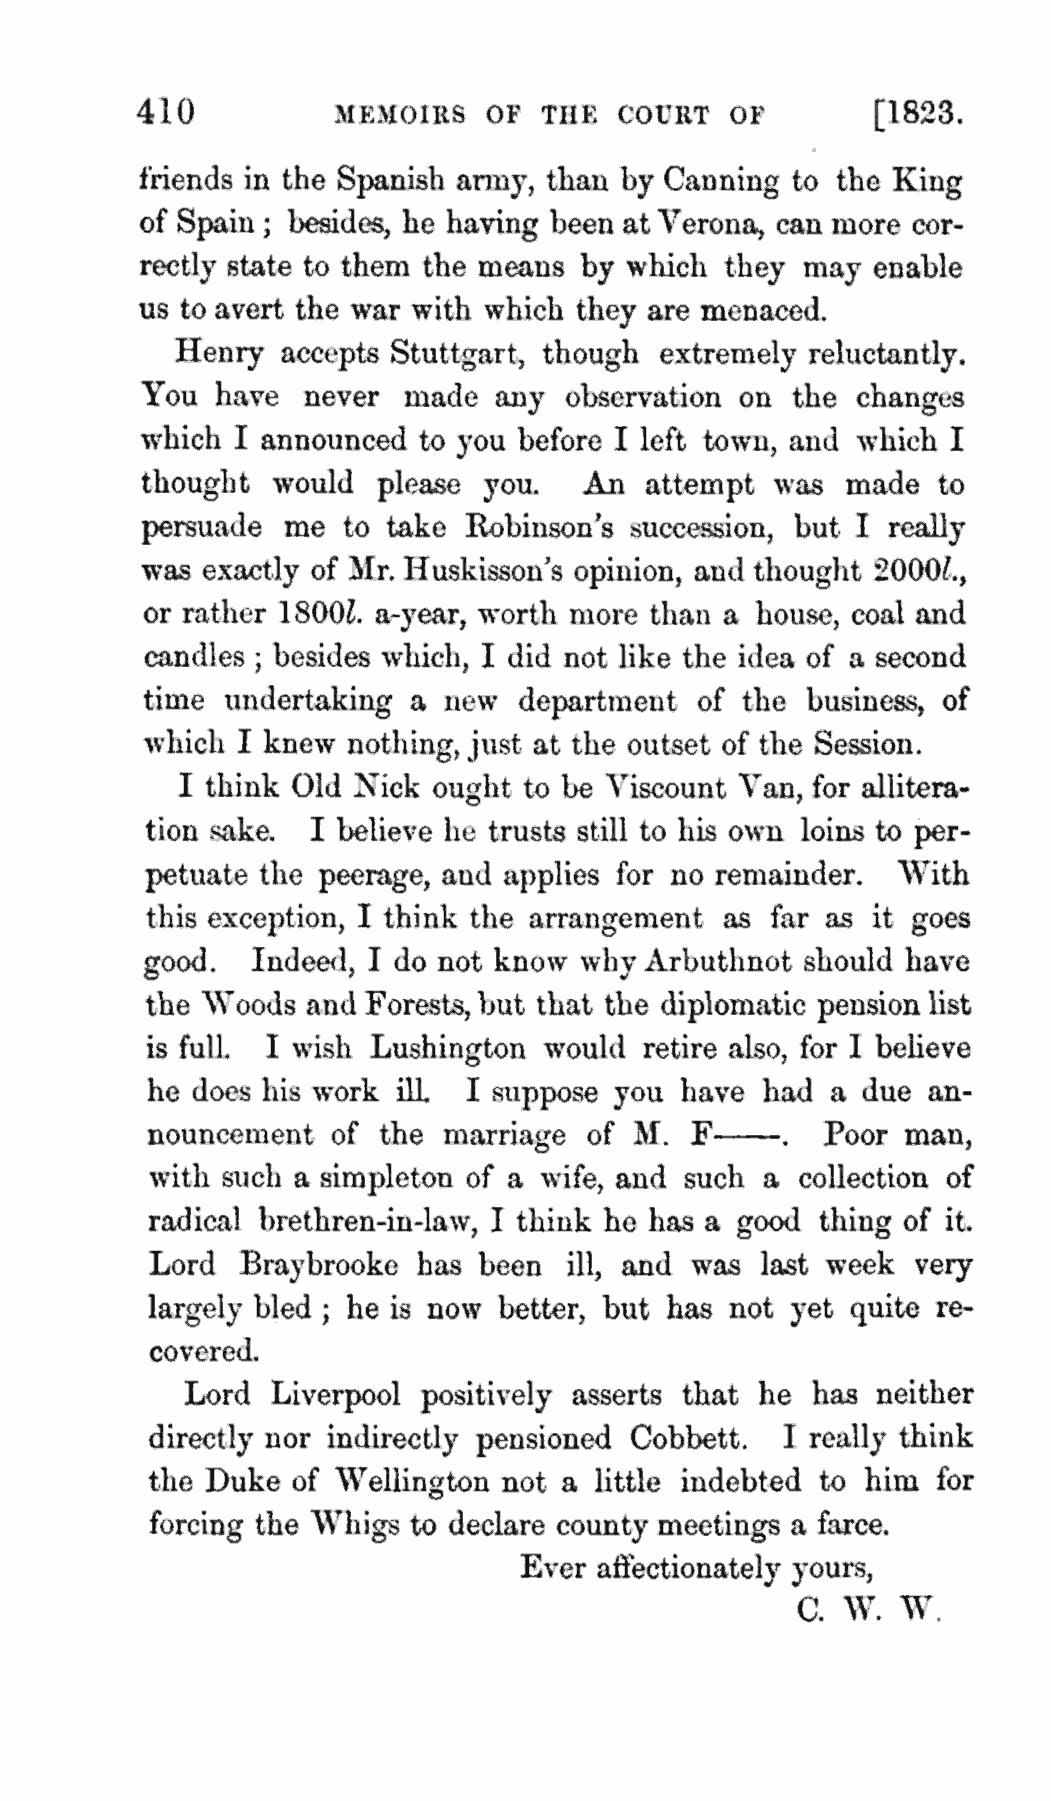 410 MEMOIRS OF THE COURT OF [1823.
friends in the Spanish army, than by Canning to the King
of Spain ; besides, he having been at Verona, can more cor-
rectly state to them the means by which they may enable
us to avert the war with which they are menaced.
Henry accepts Stuttgart, though extremely reluctantly.
You have never made any observation on the changes
which I announced to you before I left town, and which I
thought would please you. An attempt was made to
persuade me to take Robinson's succession, but I really
was exactly of Mr. Huskisson's opinion, and thought 2000l.,
or rather 1800l. a-year, worth more than a house, coal and
candles ; besides which, I did not like the idea of a second
time undertaking a new department of the business, of
which I knew nothing, just at the outset of the Session.
I think Old Nick ought to be Viscount Van, for allitera-
tion sake. I believe he trusts still to his own loins to per-
petuate the peerage, and applies for no remainder. With
this exception, I think the arrangement as far as it goes
good. Indeed, I do not know why Arbuthnot should have
the Woods and Forests, but that the diplomatic pension list
is full. I wish Lushington would retire also, for I believe
he does his work ill. I suppose you have had a due an-
nouncement of the marriage of M. F——. Poor man,
with such a simpleton of a wife, and such a collection of
radical brethren-in-law, I think he has a good thing of it.
Lord Braybrooke has been ill, and was last week very
largely bled ; he is now better, but has not yet quite re-
covered.
Lord Liverpool positively asserts that he has neither
directly nor indirectly pensioned Cobbett. I really think
the Duke of Wellington not a little indebted to him for
forcing the Whigs to declare county meetings a farce.
Ever affectionately yours,
C. W. W.